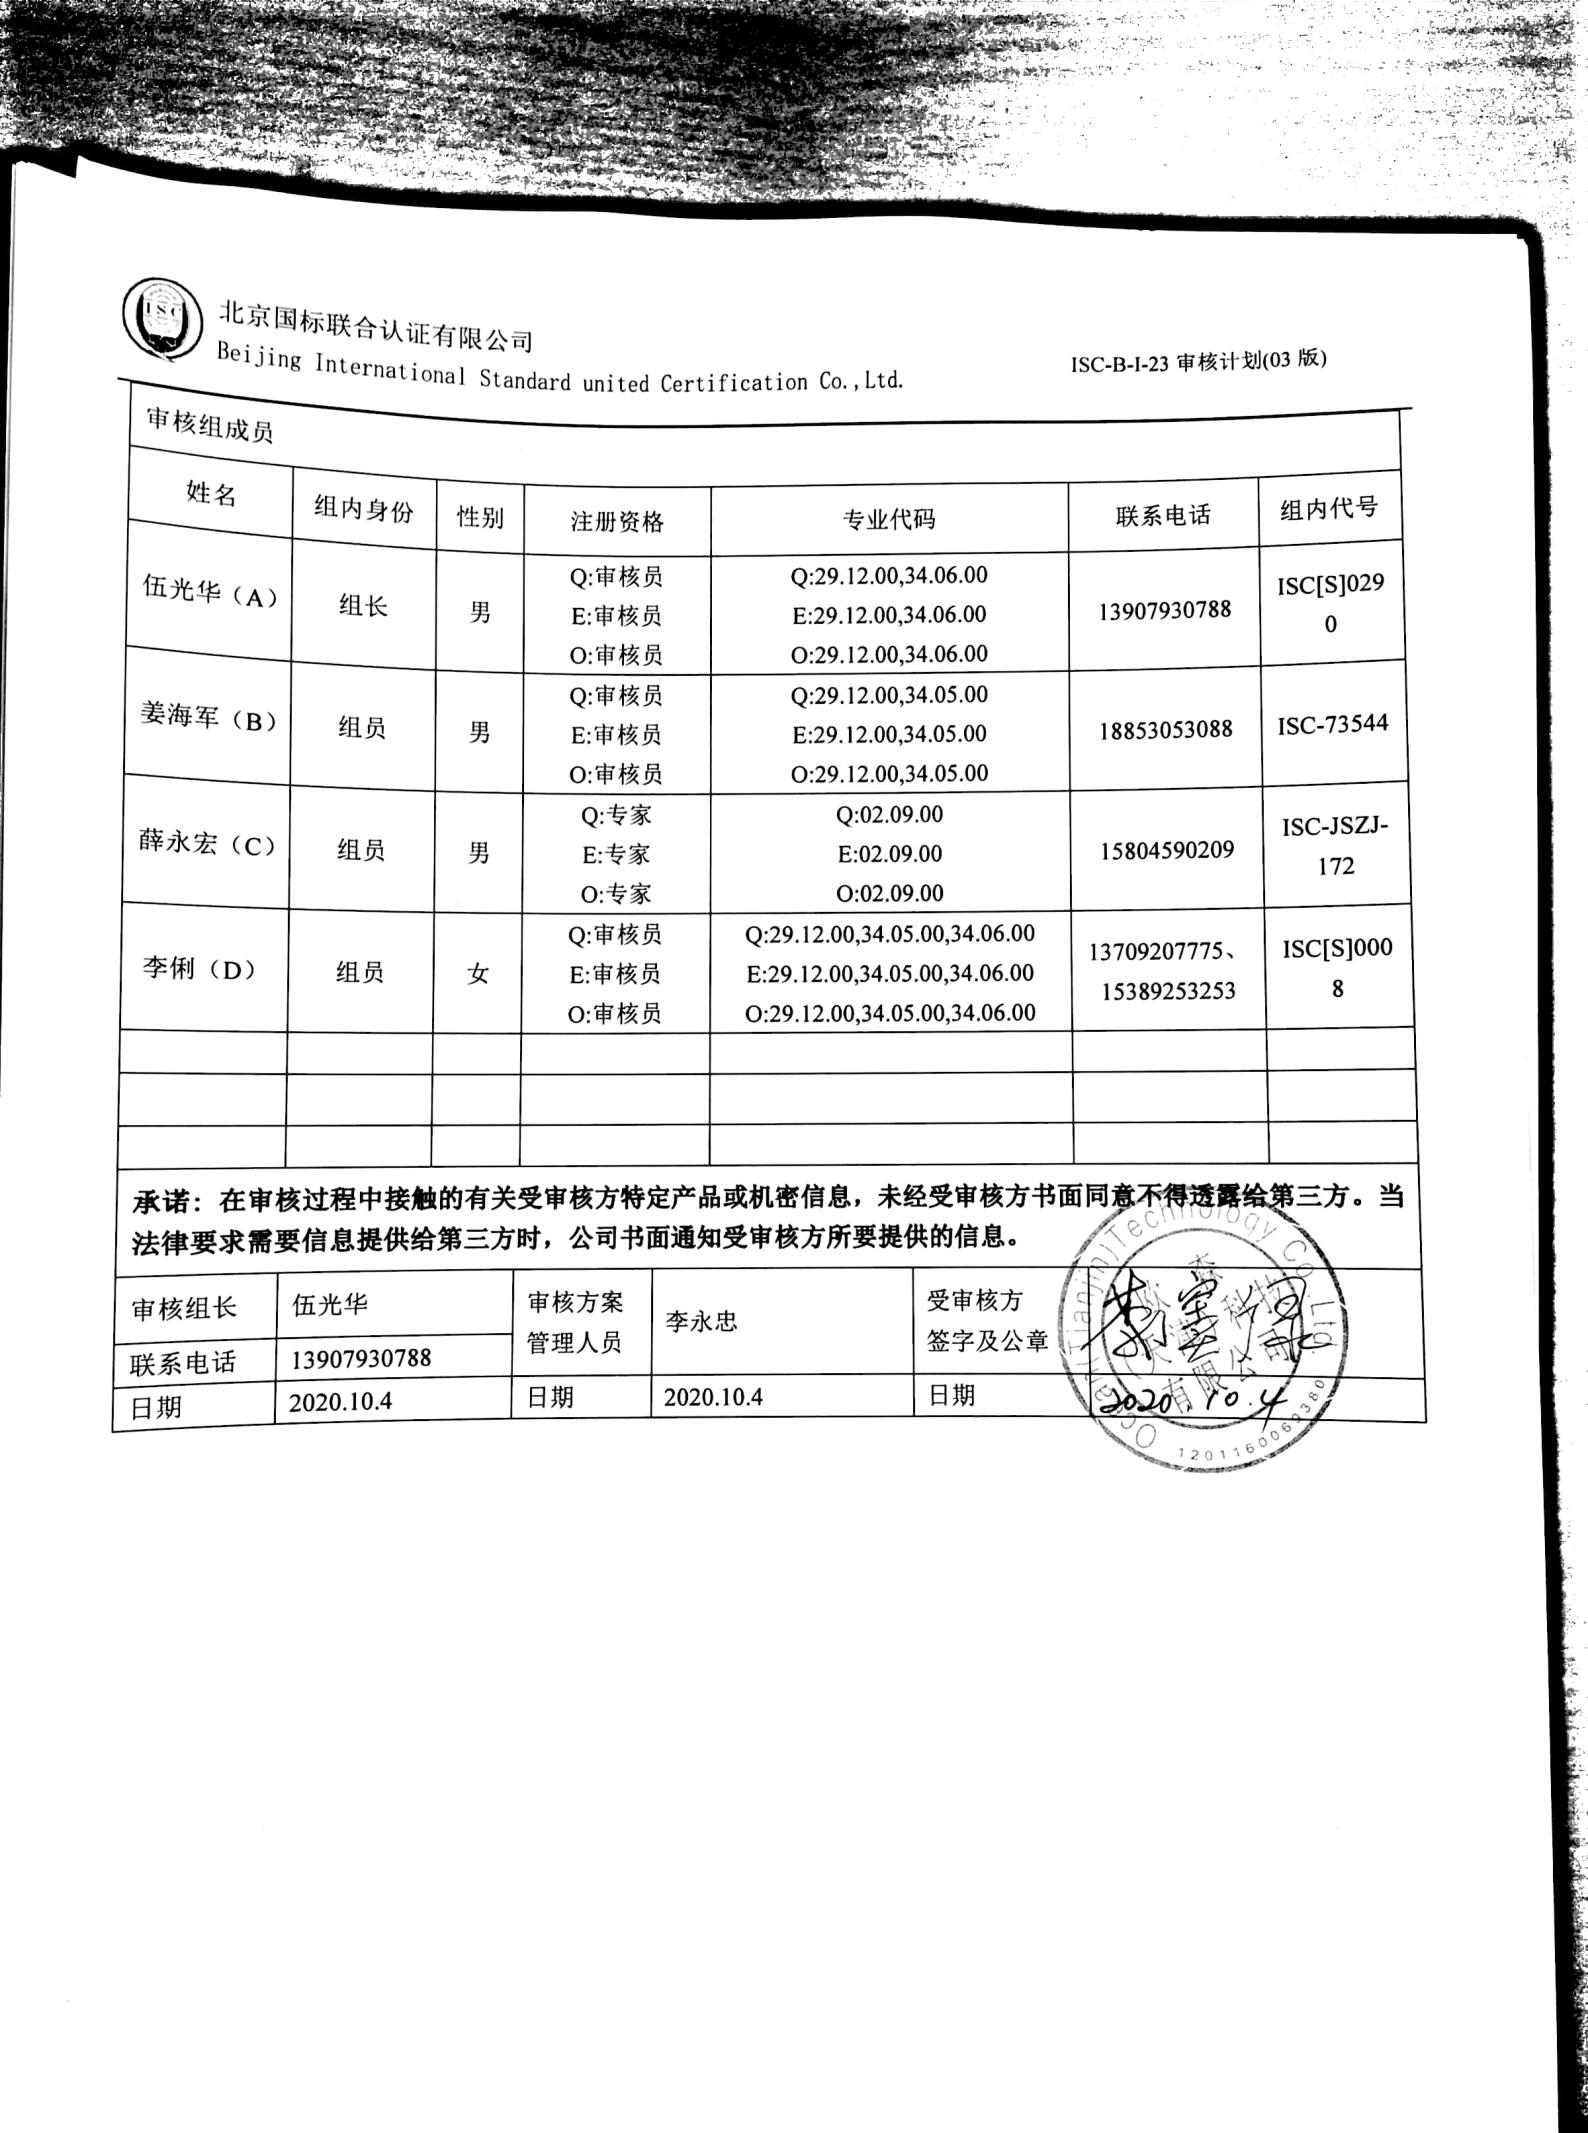 ISC
北京国标联合认证有限公司
Beijing International Standard united Certification Co.,Ltd.
ISC-B-I-23 审核计划(03 版)
审核组成员
姓名 组内身份 性别 注册资格 专业代码 联系电话 组内代号
伍光华（A） 组长 男 Q:审核员 Q:29.12.00,34.06.00 13907930788 ISC[S]029
E:审核员 E:29.12.00,34.06.00 0
O:审核员 O:29.12.00,34.06.00
姜海军（B） 组员 男 Q:审核员 Q:29.12.00,34.05.00 18853053088 ISC-73544
E:审核员 E:29.12.00,34.05.00
O:审核员 O:29.12.00,34.05.00
薛永宏（C） 组员 男 Q:专家 Q:02.09.00 15804590209 ISC-JSZJ-
E:专家 E:02.09.00 172
O:专家 O:02.09.00
李俐（D） 组员 女 Q:审核员 Q:29.12.00,34.05.00,34.06.00 13709207775、 ISC[S]000
E:审核员 E:29.12.00,34.05.00,34.06.00 15389253253 8
O:审核员 O:29.12.00,34.05.00,34.06.00
承诺：在审核过程中接触的有关受审核方特定产品或机密信息，未经受审核方书面同意不得透露给第三方。当
法律要求需要信息提供给第三方时，公司书面通知受审核方所要提供的信息。
审核组长 伍光华 审核方案 李永忠 受审核方
管理人员 签字及公章
联系电话 13907930788
日期 2020.10.4 日期 2020.10.4 日期 2020.10.4
(Tianjin)Technology Co., Ltd.
科技
有限公司
1201160069380